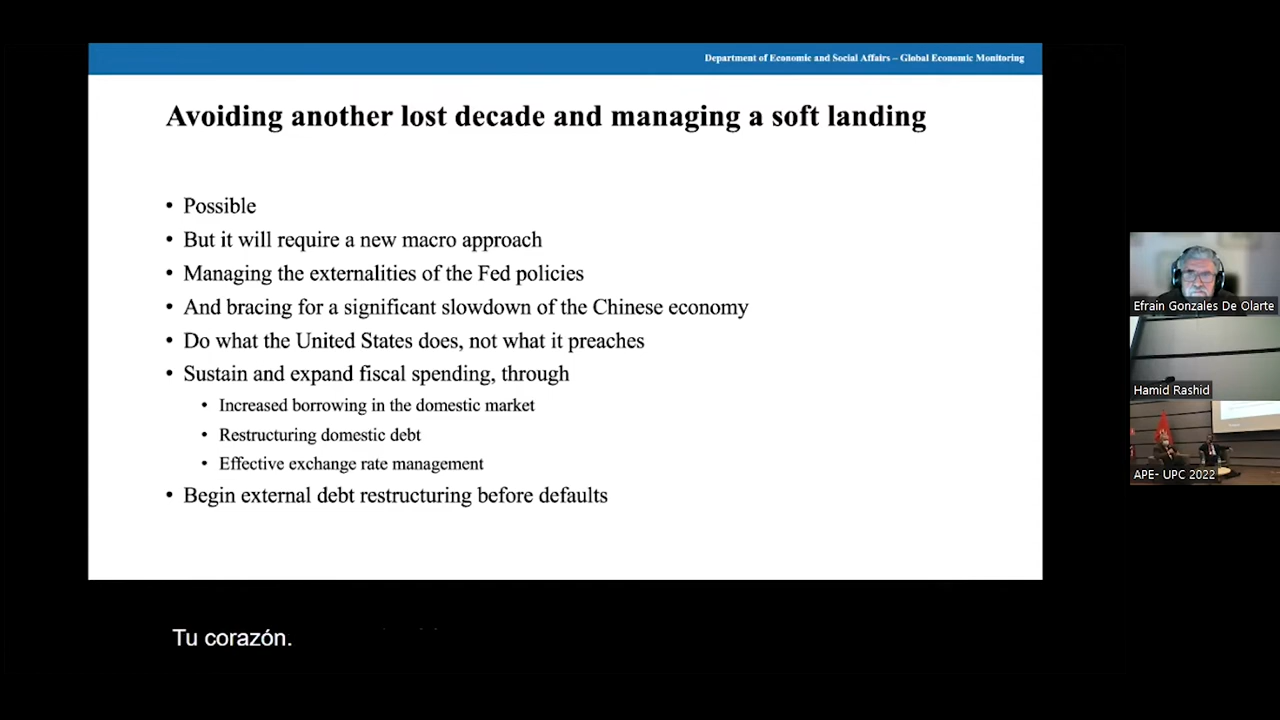 Department of Economic and Social Affairs – Global Economic Monitoring
Avoiding another lost decade and managing a soft landing
• Possible
• But it will require a new macro approach
• Managing the externalities of the Fed policies
• And bracing for a significant slowdown of the Chinese economy
• Do what the United States does, not what it preaches
• Sustain and expand fiscal spending, through
• Increased borrowing in the domestic market
• Restructuring domestic debt
• Effective exchange rate management
• Begin external debt restructuring before defaults
Efrain Gonzales De Olarte
Hamid Rashid
APE- UPC 2022
Tu corazón.